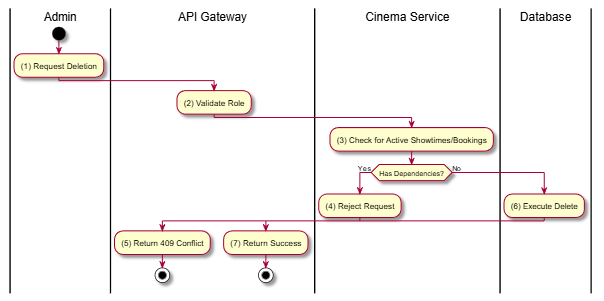 Admin
API Gateway
Cinema Service
Database
(1) Request Deletion
(2) Validate Role
(3) Check for Active Showtimes/Bookings
Yes
Has Dependencies?
No
(4) Reject Request
(6) Execute Delete
(5) Return 409 Conflict
(7) Return Success